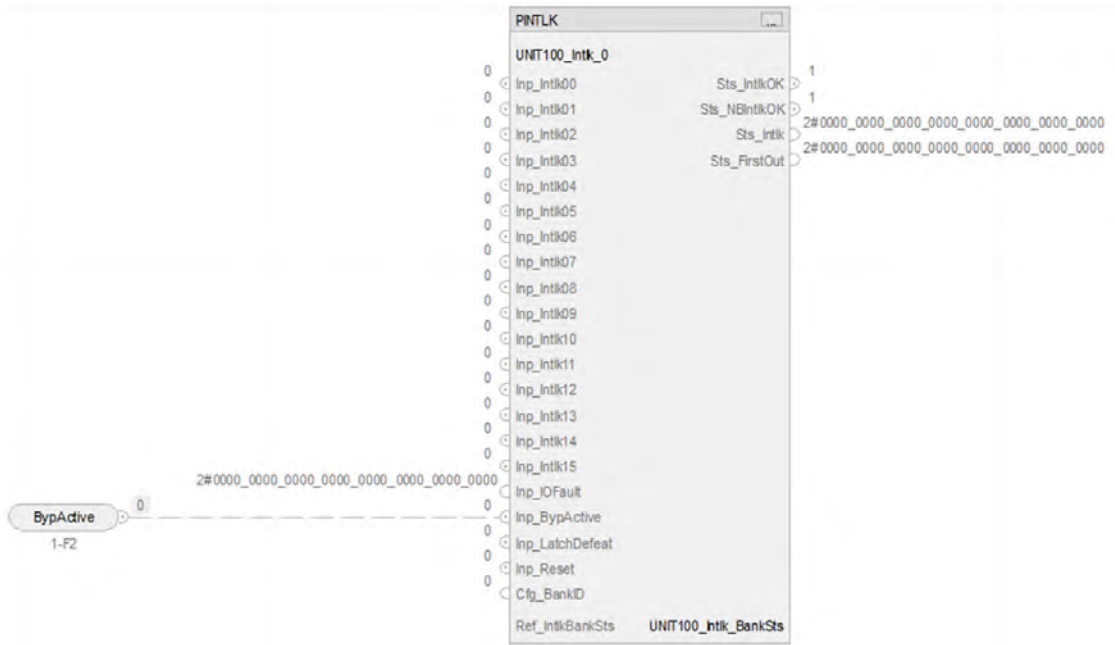 PINTLK ...
UNIT100_Intlk_0
0 Inp_Intlk00 Sts_IntlkOK 1
0 Inp_Intlk01 Sts_NBIntlkOK 1
0 Inp_Intlk02 Sts_Intlk 2#0000_0000_0000_0000_0000_0000_0000_0000
0 Inp_Intlk03 Sts_FirstOut 2#0000_0000_0000_0000_0000_0000_0000_0000
0 Inp_Intlk04
0 Inp_Intlk05
0 Inp_Intlk06
0 Inp_Intlk07
0 Inp_Intlk08
0 Inp_Intlk09
0 Inp_Intlk10
0 Inp_Intlk11
0 Inp_Intlk12
0 Inp_Intlk13
0 Inp_Intlk14
0 Inp_Intlk15
2#0000_0000_0000_0000_0000_0000_0000_0000 Inp_IOFault
BypActive 0 0 Inp_BypActive
1-F2
0 Inp_LatchDefeat
0 Inp_Reset
0 Cfg_BankID
Ref_IntlkBankSts UNIT100_Intlk_BankSts